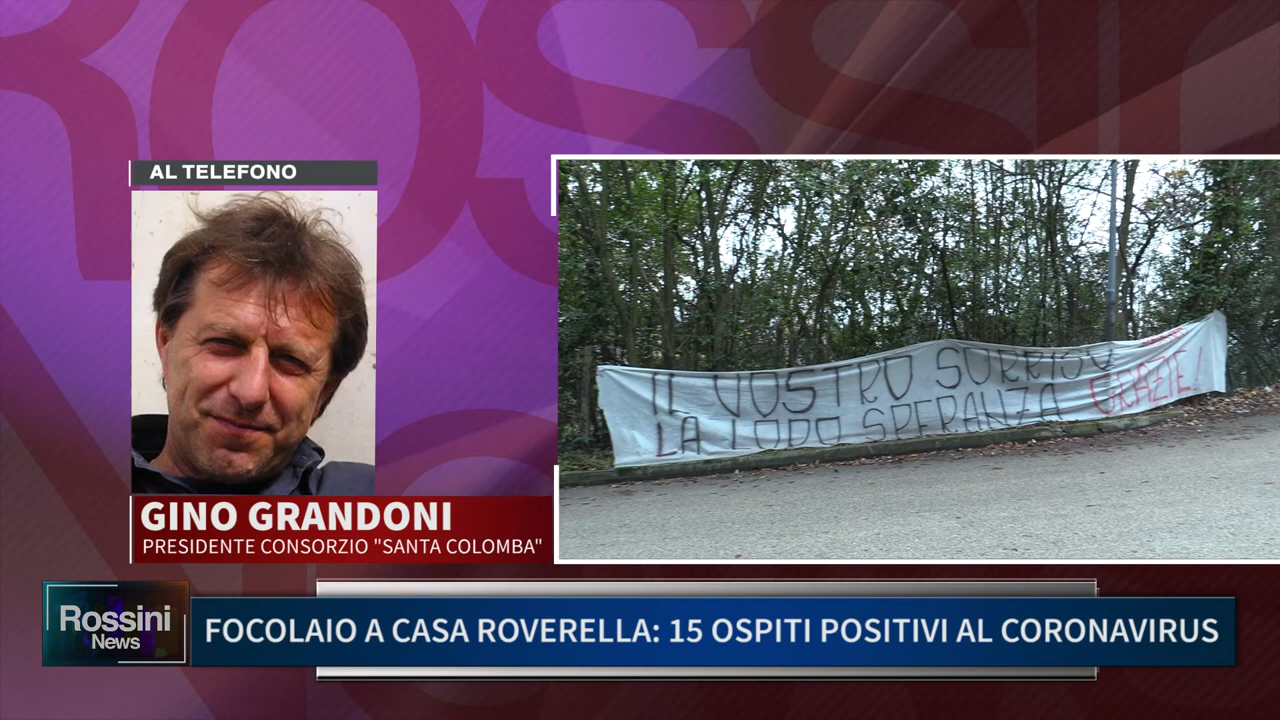 AL TELEFONO
GINO GRANDONI
PRESIDENTE CONSORZIO "SANTA COLOMBA"
IL VOSTRO SORRISO
LA LORO SPERANZA GRAZIE!
Rossini
News
FOCOLAIO A CASA ROVERELLA: 15 OSPITI POSITIVI AL CORONAVIRUS